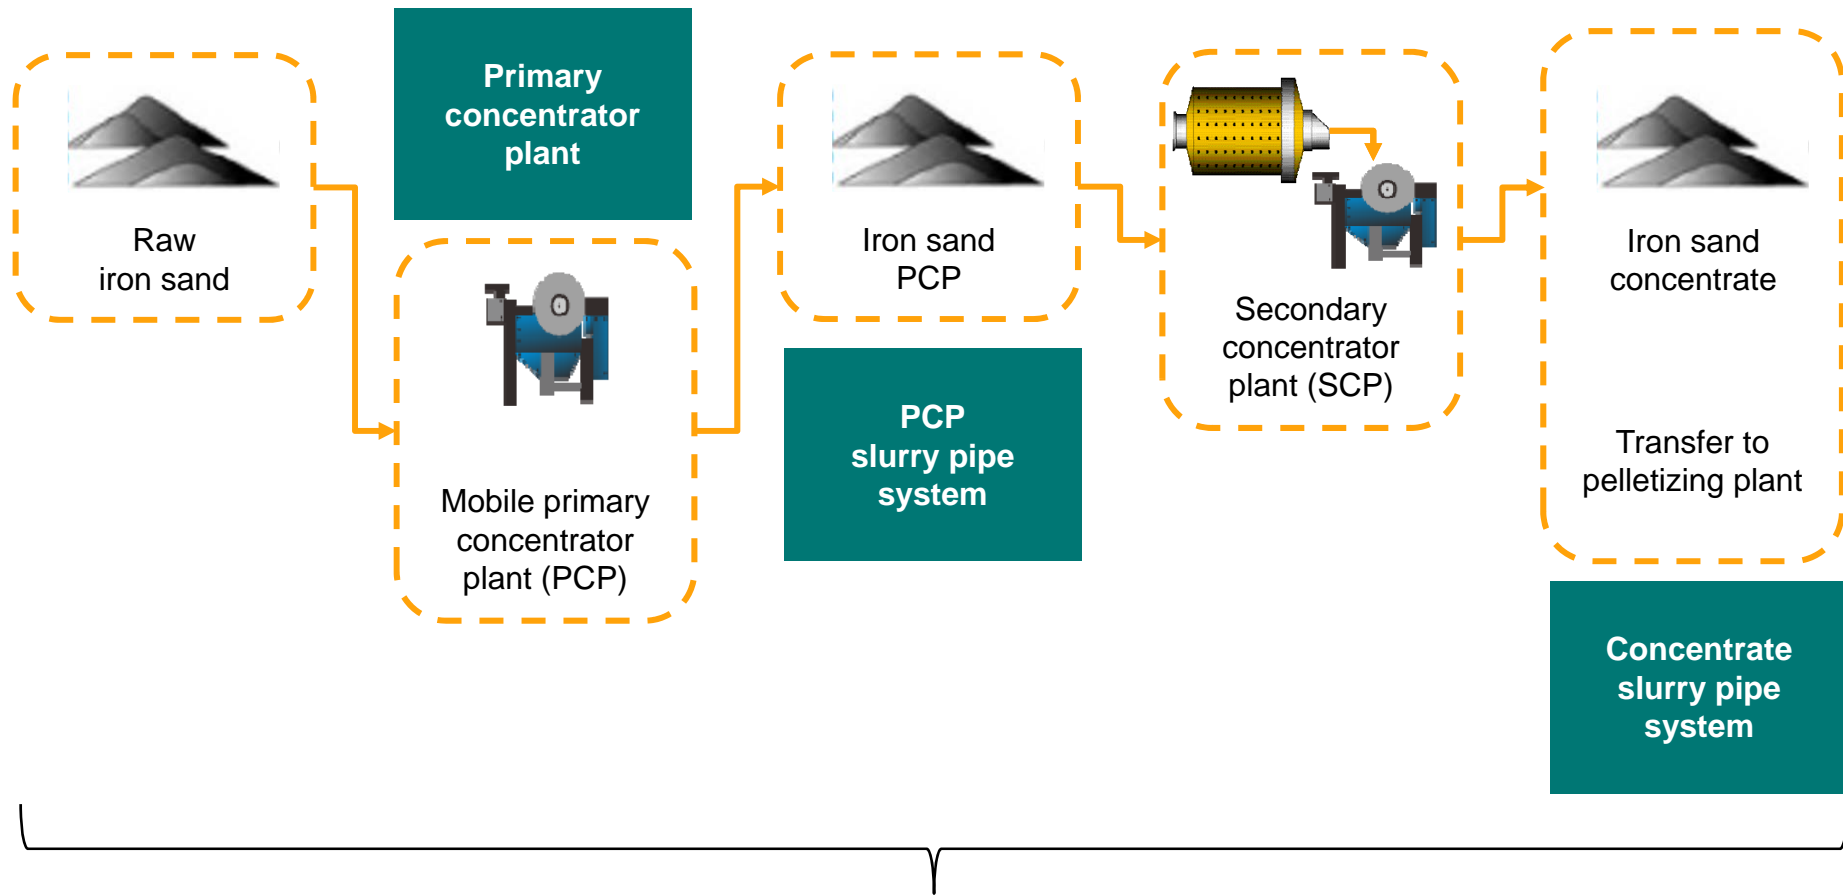 Raw
iron sand
Primary
concentrator
plant
Mobile primary
concentrator
plant (PCP)
Iron sand
PCP
PCP
slurry pipe
system
Secondary
concentrator
plant (SCP)
Iron sand
concentrate
Transfer to
pelletizing plant
Concentrate
slurry pipe
system